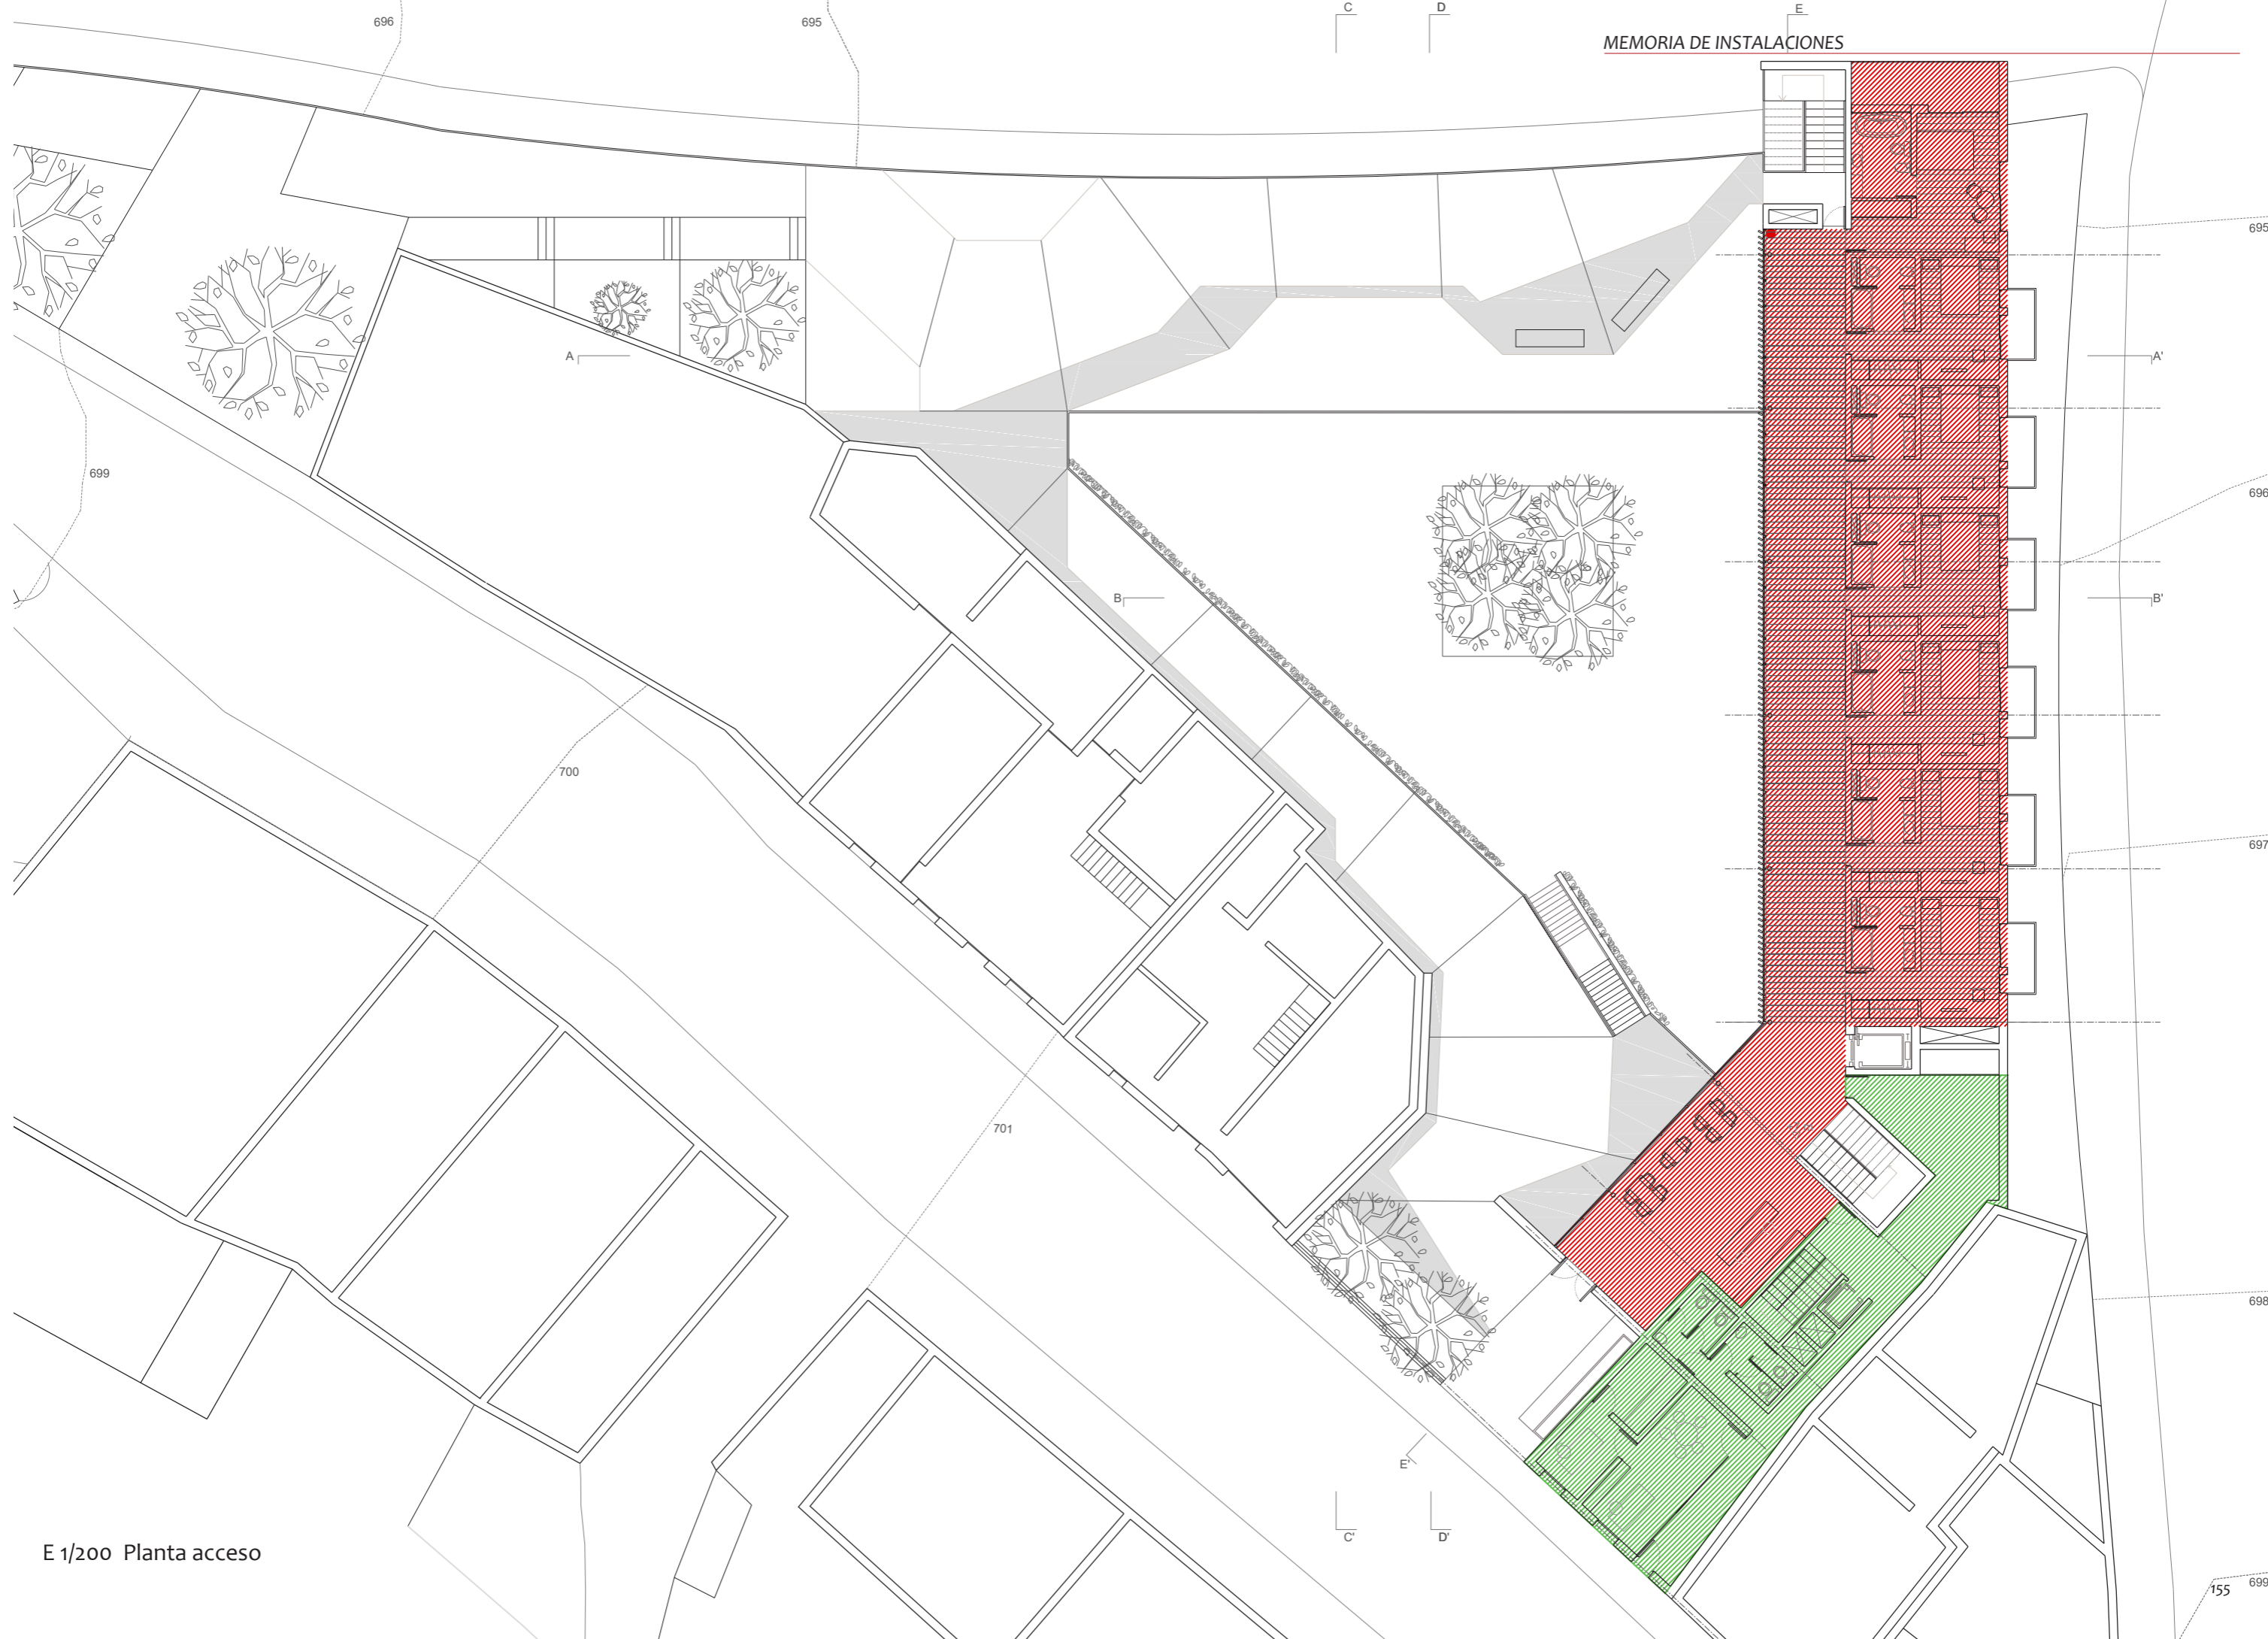 696
695
C
D
E
MEMORIA DE INSTALACIONES
695
A
A'
699
696
B
B'
700
697
701
698
E'
C'
D'
E 1/200 Planta acceso
155
699